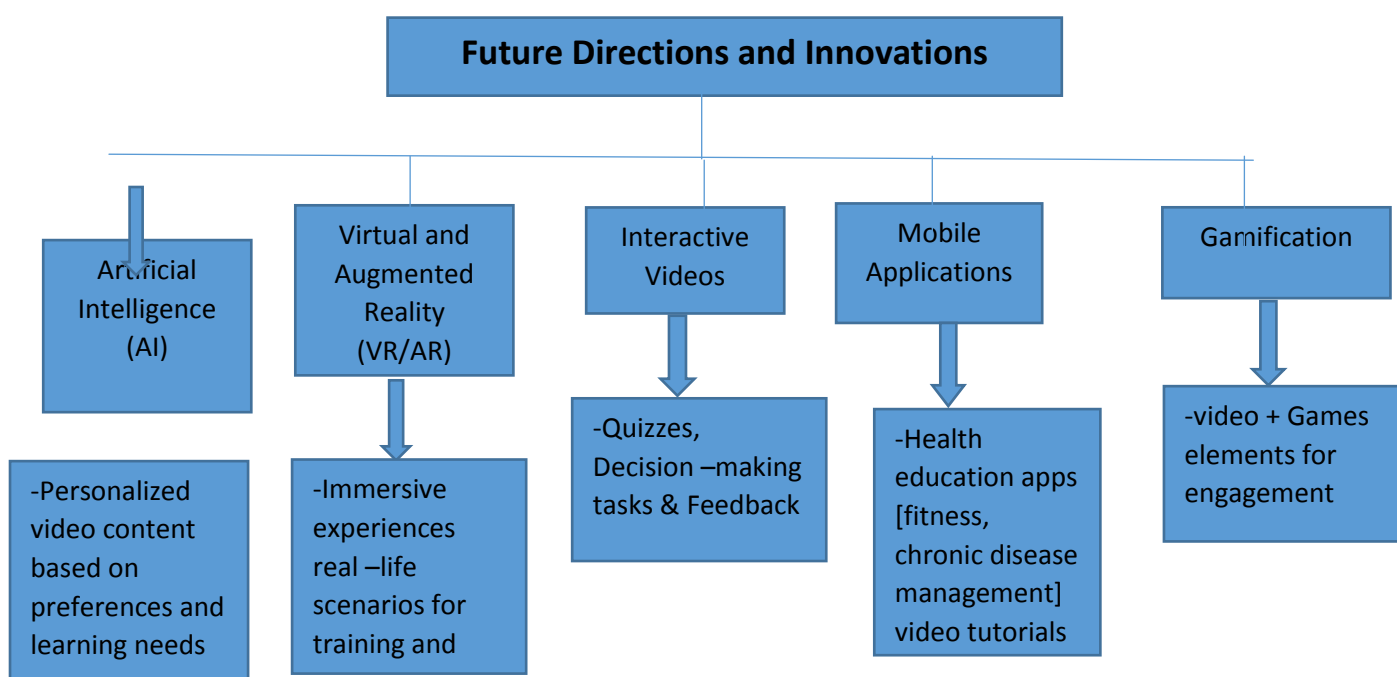 Future Directions and Innovations
Artificial
Intelligence
(AI)
Virtual and
Augmented
Reality
(VR/AR)
Interactive
Videos
Mobile
Applications
Gamification
-Personalized
video content
based on
preferences and
learning needs
-Immersive
experiences
real –life
scenarios for
training and
-Quizzes,
Decision –making
tasks & Feedback
-Health
education apps
[fitness,
chronic disease
management]
video tutorials
-video + Games
elements for
engagement